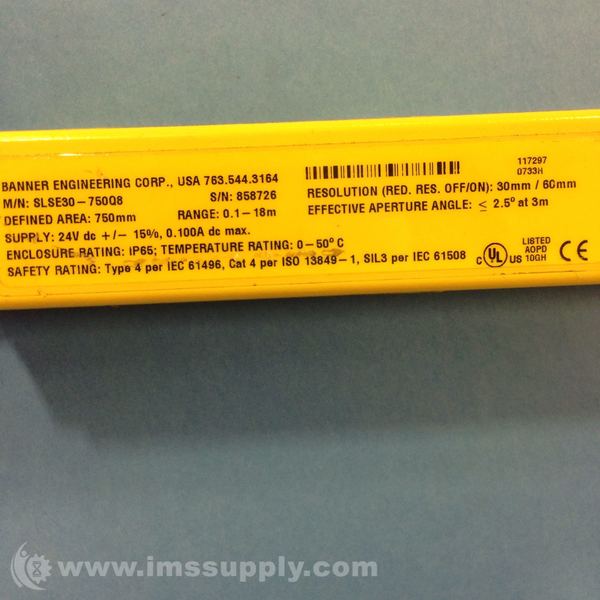 BANNER ENGINEERING CORP., USA 763.544.3164
M/N: SLSE30-750Q8 S/N: 858726
DEFINED AREA: 750mm RANGE: 0.1-18m
SUPPLY: 24V dc +/- 15%, 0.100A dc max.
ENCLOSURE RATING: IP65; TEMPERATURE RATING: 0-50° C
SAFETY RATING: Type 4 per IEC 61496, Cat 4 per ISO 13849-1, SIL3 per IEC 61508
117297
0733H
RESOLUTION (RED. RES. OFF/ON): 30mm / 60mm
EFFECTIVE APERTURE ANGLE: ≤ 2.5° at 3m
C UL US
LISTED
AOPD
10GH
CE
www.imssupply.com